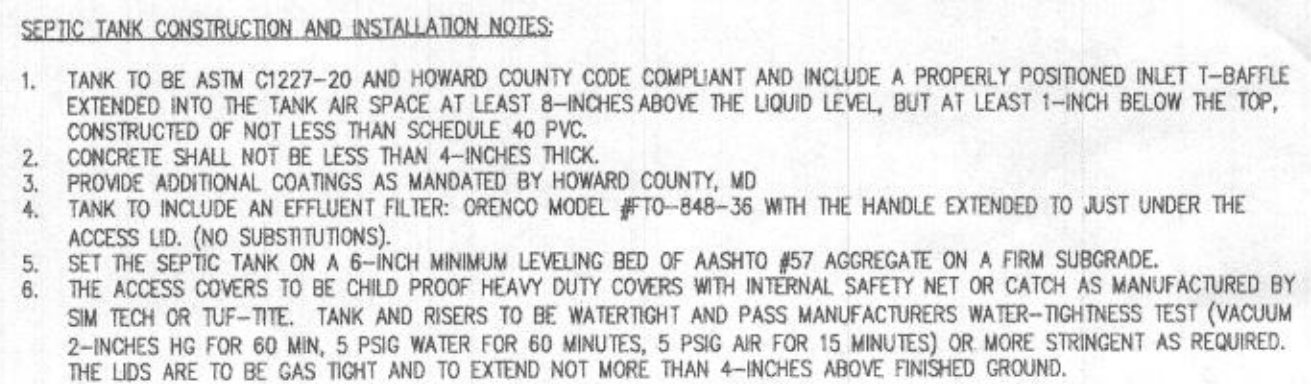 SEPTIC TANK CONSTRUCTION AND INSTALLATION NOTES:
1. TANK TO BE ASTM C1227-20 AND HOWARD COUNTY CODE COMPLIANT AND INCLUDE A PROPERLY POSITIONED INLET T-BAFFLE
EXTENDED INTO THE TANK AIR SPACE AT LEAST 8-INCHES ABOVE THE LIQUID LEVEL, BUT AT LEAST 1-INCH BELOW THE TOP,
CONSTRUCTED OF NOT LESS THAN SCHEDULE 40 PVC.
2. CONCRETE SHALL NOT BE LESS THAN 4-INCHES THICK.
3. PROVIDE ADDITIONAL COATINGS AS MANDATED BY HOWARD COUNTY, MD
4. TANK TO INCLUDE AN EFFLUENT FILTER: ORENCO MODEL #FTO-848-36 WITH THE HANDLE EXTENDED TO JUST UNDER THE
ACCESS LID. (NO SUBSTITUTIONS).
5. SET THE SEPTIC TANK ON A 6-INCH MINIMUM LEVELING BED OF AASHTO #57 AGGREGATE ON A FIRM SUBGRADE.
6. THE ACCESS COVERS TO BE CHILD PROOF HEAVY DUTY COVERS WITH INTERNAL SAFETY NET OR CATCH AS MANUFACTURED BY
SIM TECH OR TUF-TITE. TANK AND RISERS TO BE WATERTIGHT AND PASS MANUFACTURERS WATER-TIGHTNESS TEST (VACUUM
2-INCHES HG FOR 60 MIN, 5 PSIG WATER FOR 60 MINUTES, 5 PSIG AIR FOR 15 MINUTES) OR MORE STRINGENT AS REQUIRED.
THE LIDS ARE TO BE GAS TIGHT AND TO EXTEND NOT MORE THAN 4-INCHES ABOVE FINISHED GROUND.